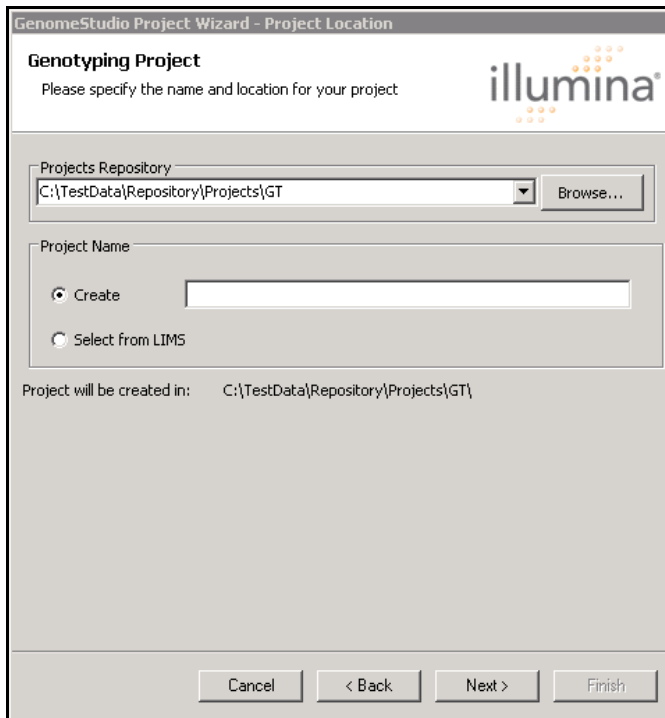 GenomeStudio Project Wizard - Project Location
Genotyping Project
Please specify the name and location for your project
illumina®
Projects Repository
C:\TestData\Repository\Projects\GT
Browse...
Project Name
Create
Select from LIMS
Project will be created in: C:\TestData\Repository\Projects\GT\
Cancel < Back Next > Finish